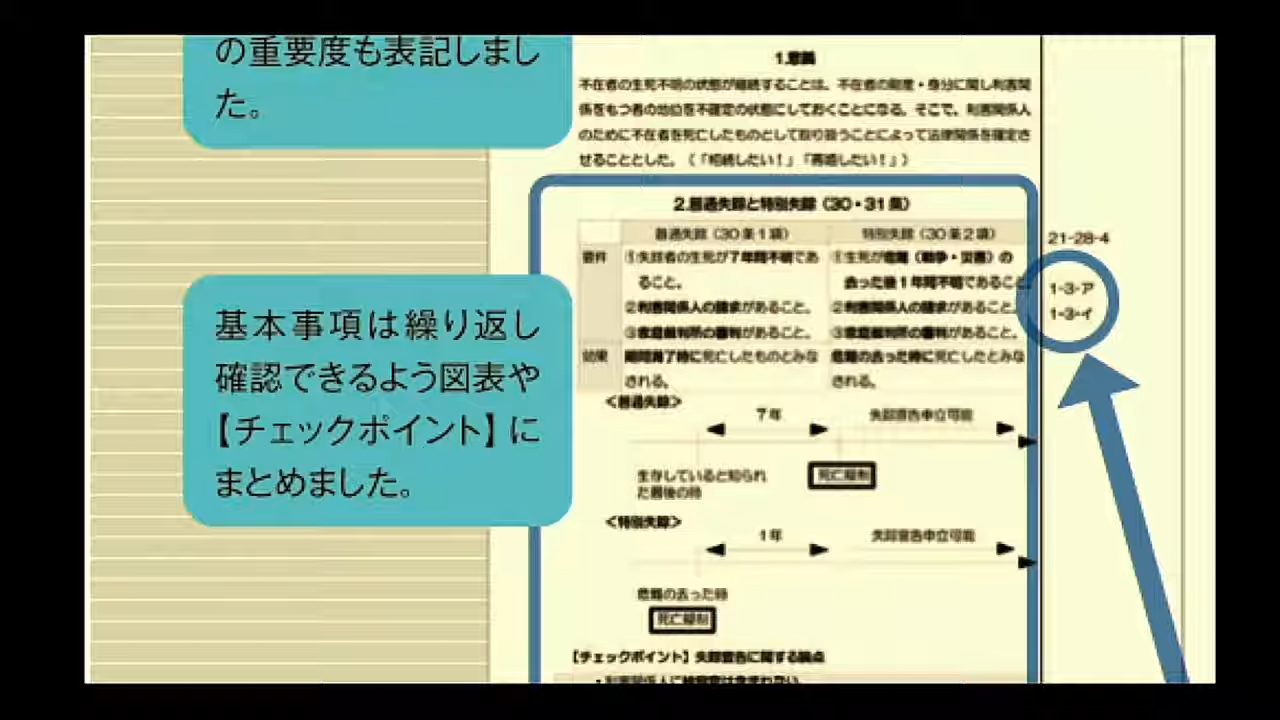 の重要度も表記しまし
た。
基本事項は繰り返し
確認できるよう図表や
【チェックポイント】に
まとめました。
1.意義
不在者の生死不明の状態が継続することは、不在者の財産・身分に関し利害関
係をもつ者の地位を不確定の状態にしておくことになる。そこで、利害関係人
のために不在者を死亡したものとして取り扱うことによって法律関係を確定さ
せることとした。(「相続したい!」「再婚したい!」)
2.普通失踪と特別失踪(30・31条)
普通失踪(30条1項) 特別失踪(30条2項)
要件 ①失踪者の生死が7年間不明であ ①生死が危難(戦争・災害)の
ること。 去った後1年間不明であること。
②利害関係人の請求があること。 ②利害関係人の請求があること。
③家庭裁判所の審判があること。 ③家庭裁判所の審判があること。
効果 期間満了時に死亡したものとみな 危難の去った時に死亡したとみな
される。 される。
21-28-4
1-3-ア
1-3-イ
<普通失踪>
7年 失踪宣告申立可能
生存していると知られ 死亡擬制
た最後の時
<特別失踪>
1年 失踪宣告申立可能
危難の去った時
死亡擬制
【チェックポイント】失踪宣告に関する論点
・利害関係人に検察官は含まれない。